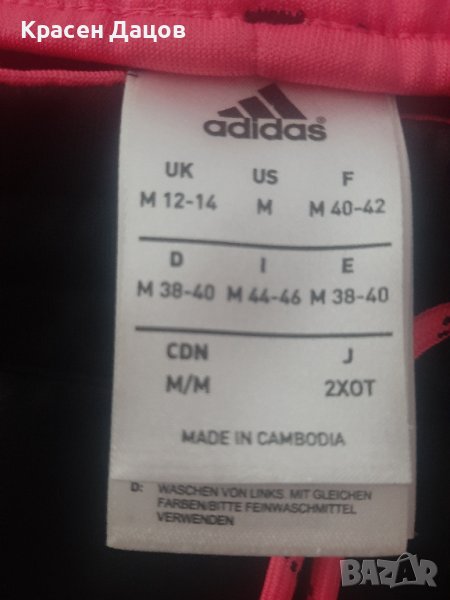 Красен Дацов
adidas®
UK US F
M 12-14 M M 40-42
D I E
M 38-40 M 44-46 M 38-40
CDN J
M/M 2XOT
MADE IN CAMBODIA
D: WASCHEN VON LINKS. MIT GLEICHEN
FARBEN/BITTE FEINWASCHMITTEL
VERWENDEN
BAZAR